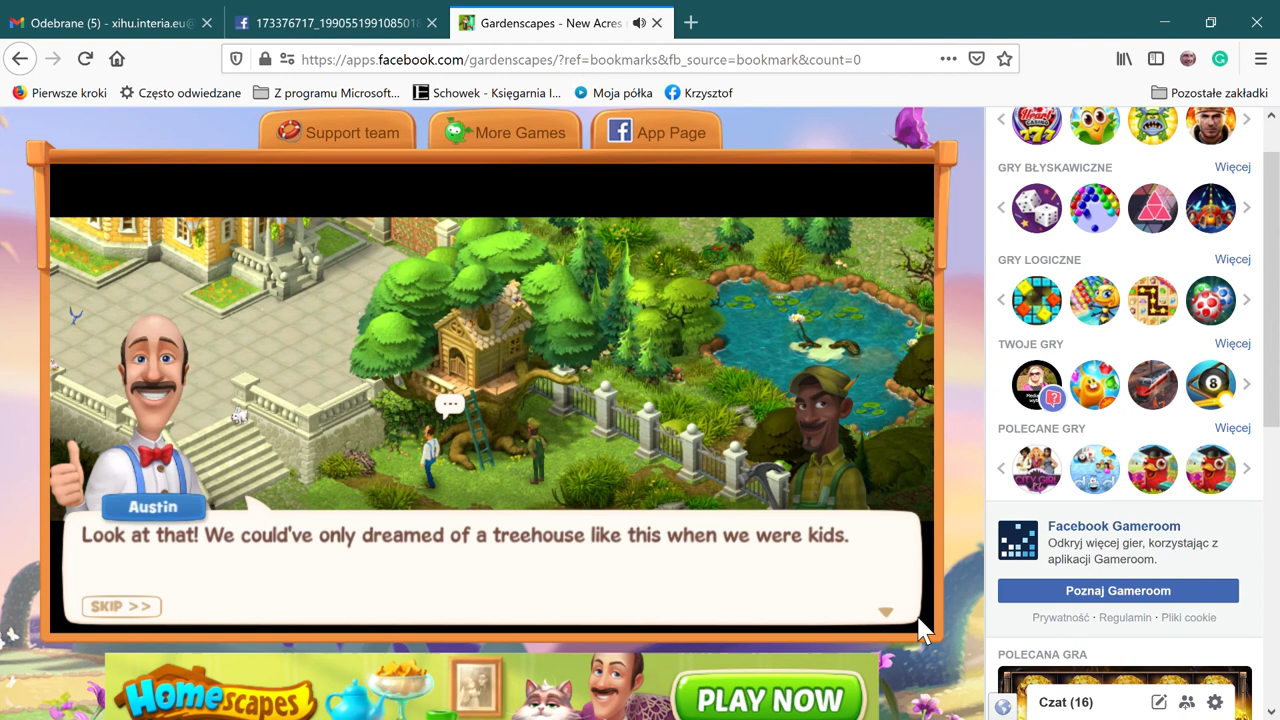 Odebrane (5) - xihu.interia.eu@
173376717_1990551991085018
Gardenscapes - New Acres
https://apps.facebook.com/gardenscapes/?ref=bookmarks&fb_source=bookmark&count=0
Pierwsze kroki
Często odwiedzane
Z programu Microsoft...
Schowek - Księgarnia I...
Moja półka
Krzysztof
Pozostałe zakładki
Support team
More Games
App Page
GRY BŁYSKAWICZNE
Więcej
GRY LOGICZNE
Więcej
TWOJE GRY
Więcej
POLECANE GRY
Więcej
CITY GIRL
Austin
Look at that! We could've only dreamed of a treehouse like this when we were kids.
SKIP >>
Facebook Gameroom
Odkryj więcej gier, korzystając z
aplikacji Gameroom.
Poznaj Gameroom
Prywatność · Regulamin · Pliki cookie
POLECANA GRA
Homescapes
PLAY NOW
Czat (16)